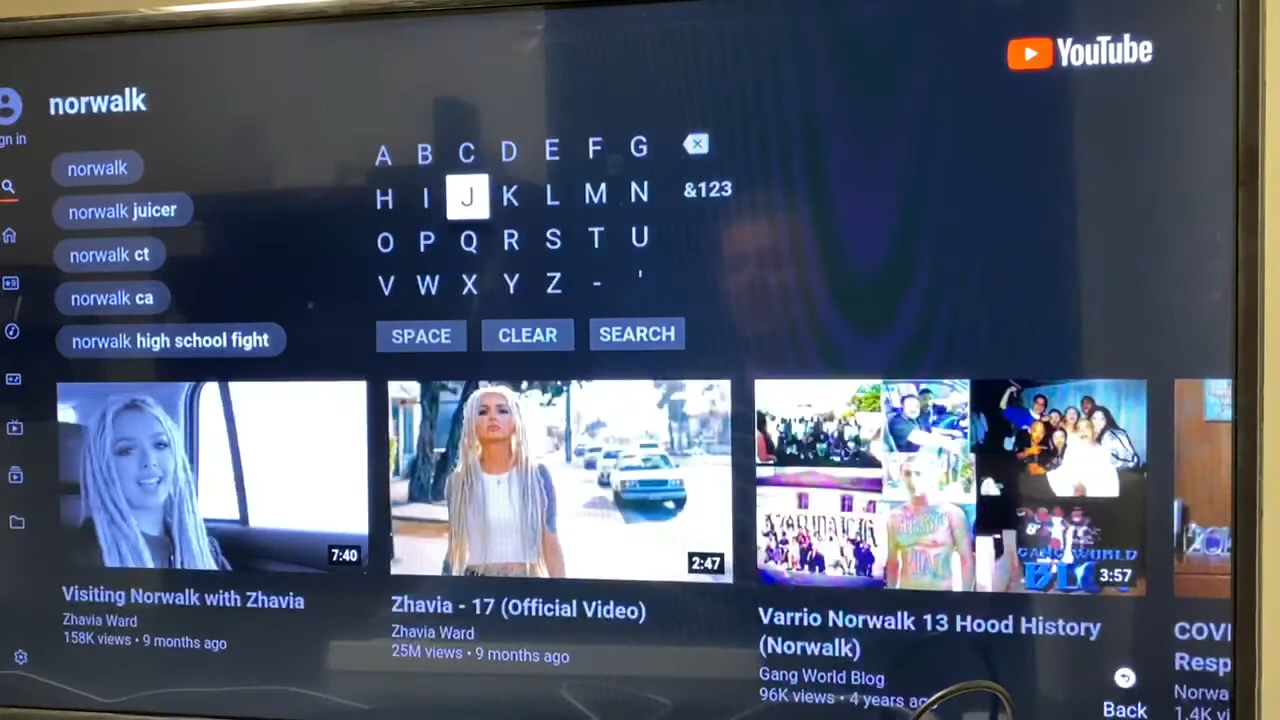 YouTube
norwalk
gn in
norwalk
norwalk juicer
norwalk ct
norwalk ca
norwalk high school fight
A B C D E F G
H I J K L M N &123
O P Q R S T U
V W X Y Z - '
SPACE CLEAR SEARCH
7:40
Visiting Norwalk with Zhavia
Zhavia Ward
158K views • 9 months ago
2:47
Zhavia - 17 (Official Video)
Zhavia Ward
25M views • 9 months ago
GANG WORLD
3:57
Varrio Norwalk 13 Hood History
(Norwalk)
Gang World Blog
96K views • 4 years ag
COVI
Resp
Norwa
1.4K vi
Back